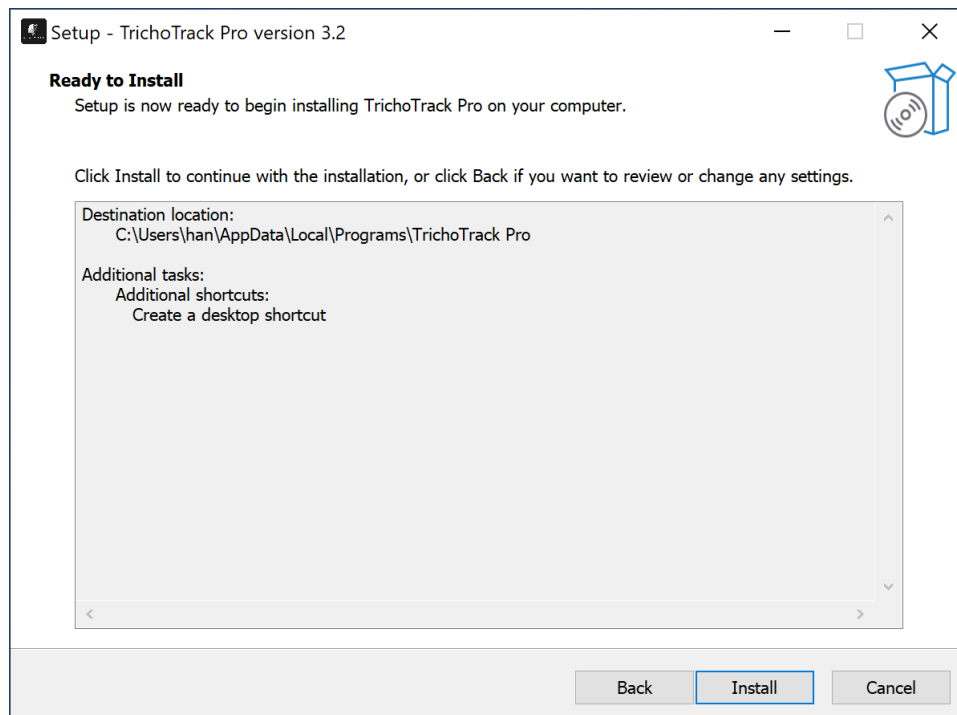 Setup - TrichoTrack Pro version 3.2
Ready to Install
Setup is now ready to begin installing TrichoTrack Pro on your computer.
Click Install to continue with the installation, or click Back if you want to review or change any settings.
Destination location:
C:\Users\han\AppData\Local\Programs\TrichoTrack Pro
Additional tasks:
Additional shortcuts:
Create a desktop shortcut
Back
Install
Cancel